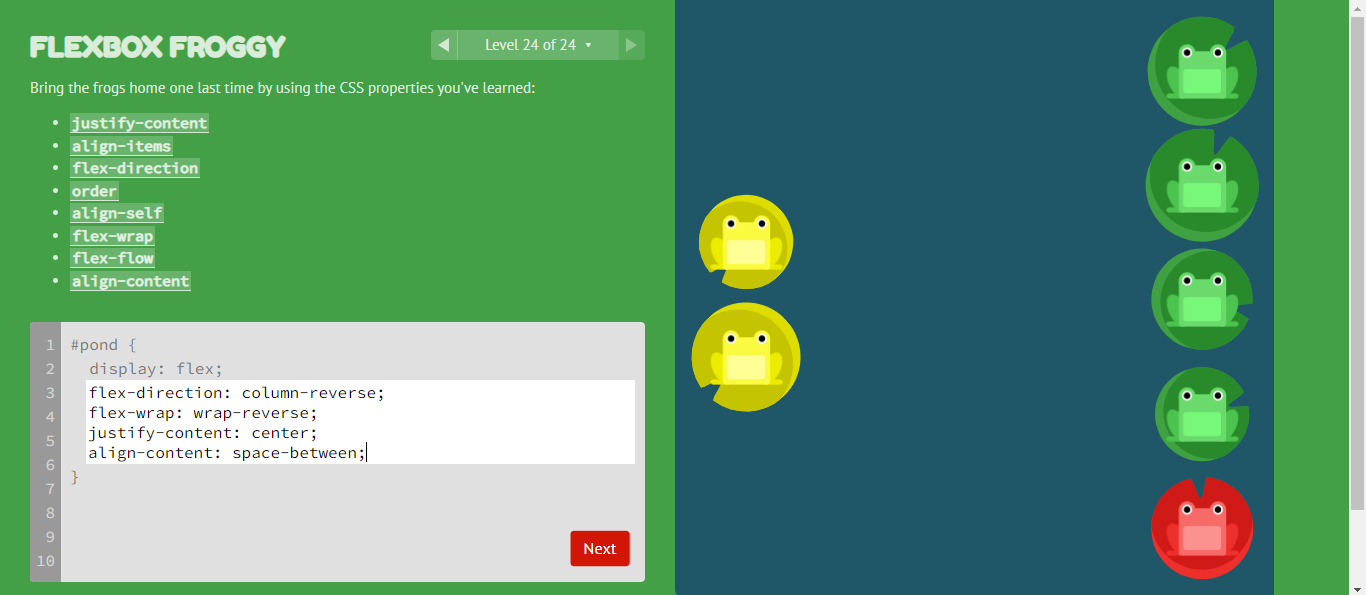 FLEXBOX FROGGY
◀ Level 24 of 24 ▾ ▶
Bring the frogs home one last time by using the CSS properties you've learned:
• justify-content
• align-items
• flex-direction
• order
• align-self
• flex-wrap
• flex-flow
• align-content
1 #pond {
2 display: flex;
3 flex-direction: column-reverse;
4 flex-wrap: wrap-reverse;
5 justify-content: center;
6 align-content: space-between;
7 }
8
9
10
Next